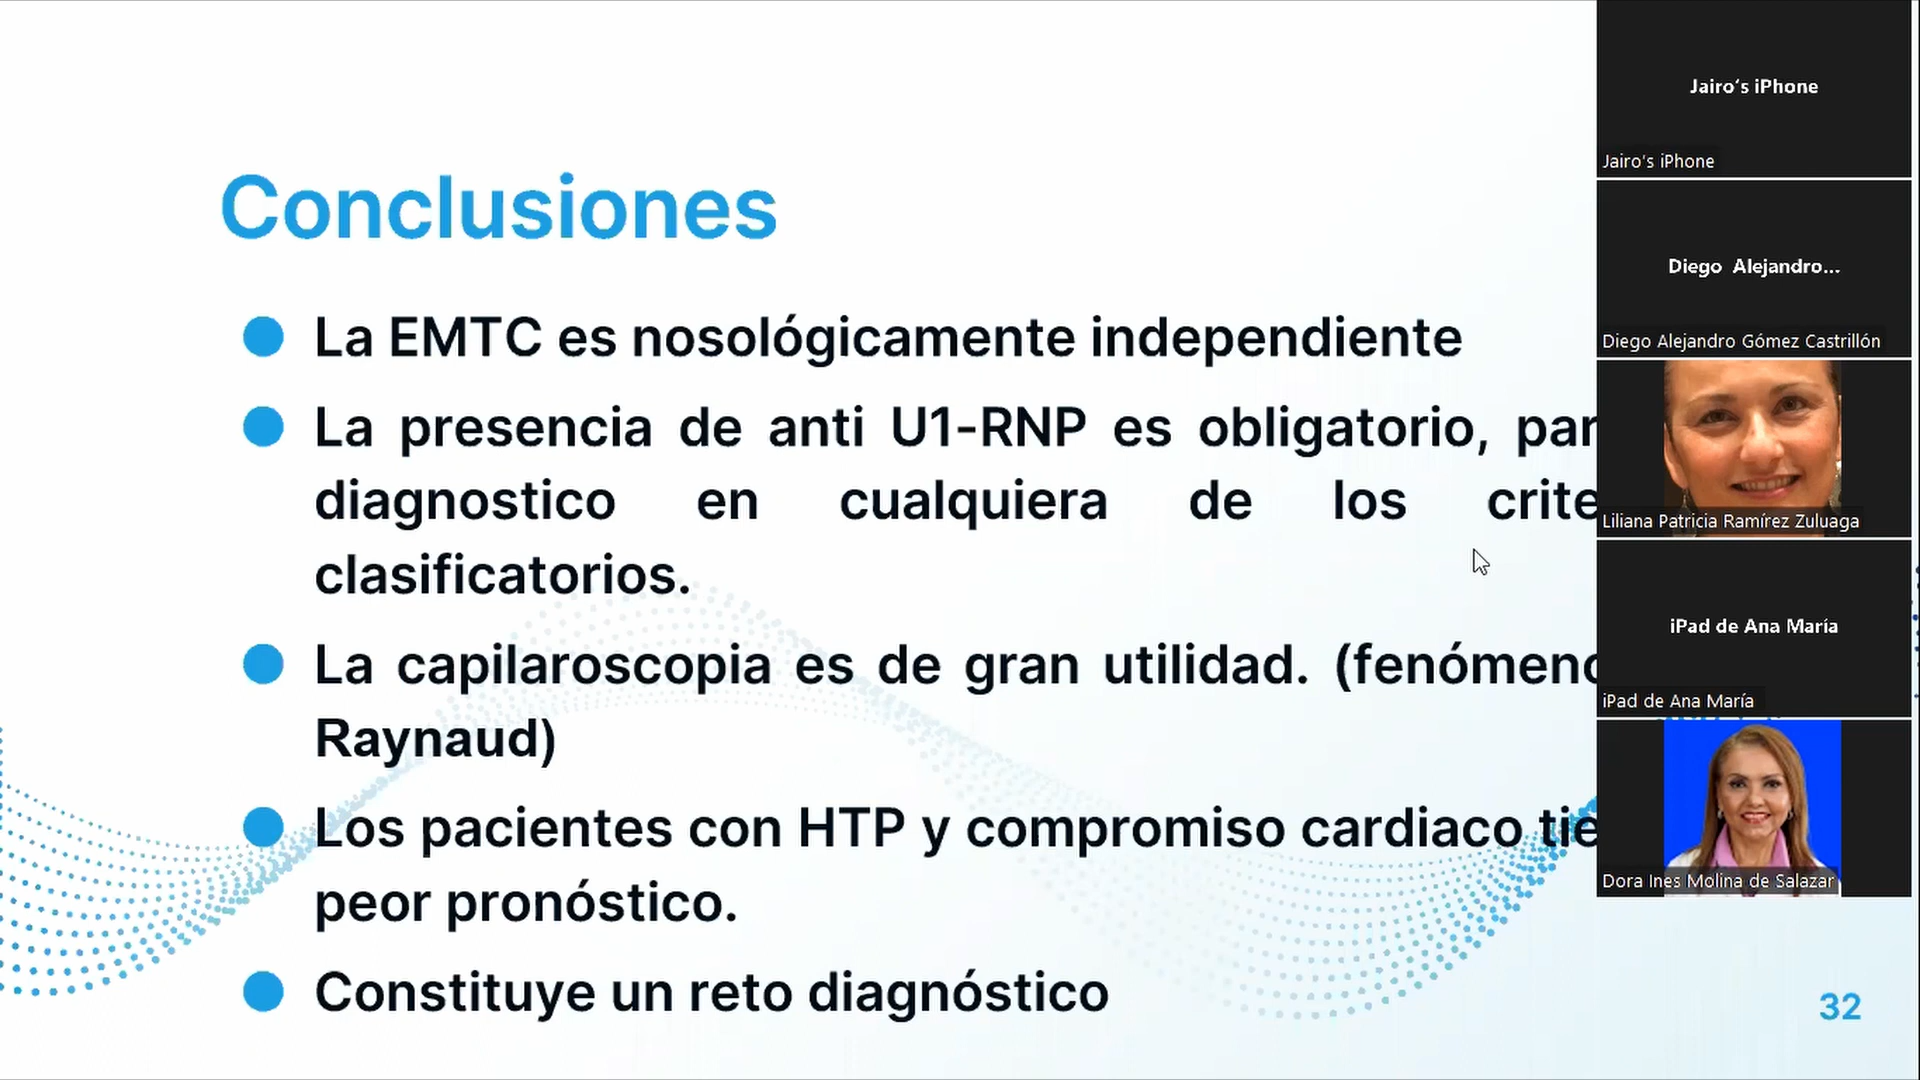 Conclusiones
La EMTC es nosológicamente independiente
La presencia de anti U1-RNP es obligatorio,
diagnostico en cualquiera de los
clasificatorios.
La capilaroscopia es de gran utilidad. (fenómeno
Raynaud)
Los pacientes con HTP y compromiso cardiaco
peor pronóstico.
Constituye un reto diagnóstico
32
Jairo's iPhone
Jairo's iPhone
Diego Alejandro...
Diego Alejandro Gómez Castrillón
Liliana Patricia Ramírez Zuluaga
iPad de Ana María
iPad de Ana María
Dora Ines Molina de Salazar